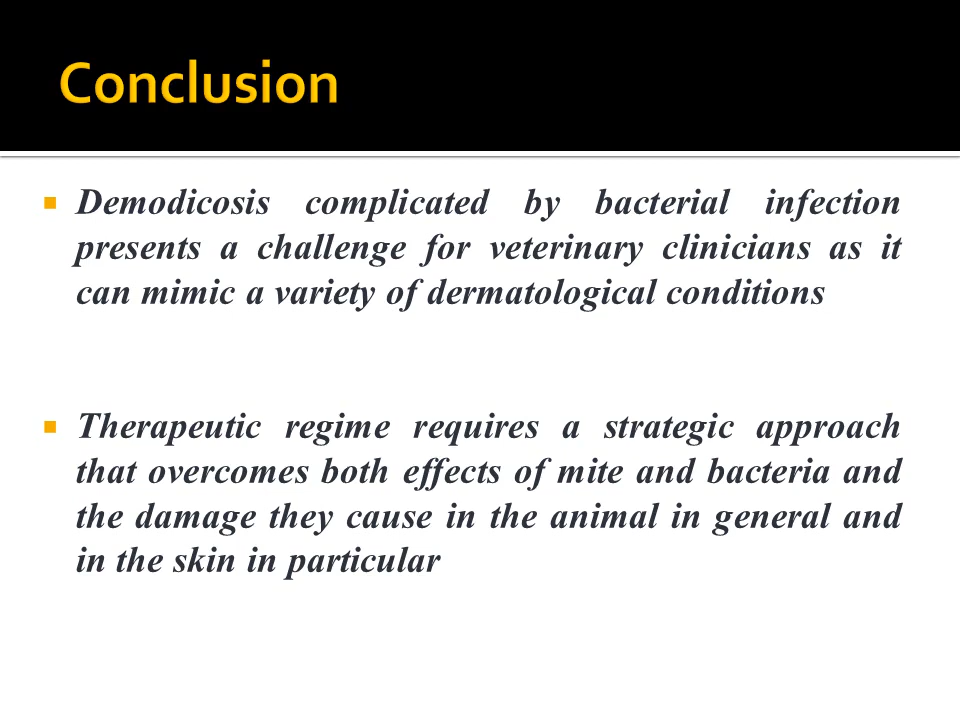 Conclusion
Demodicosis complicated by bacterial infection
presents a challenge for veterinary clinicians as it
can mimic a variety of dermatological conditions
Therapeutic regime requires a strategic approach
that overcomes both effects of mite and bacteria and
the damage they cause in the animal in general and
in the skin in particular